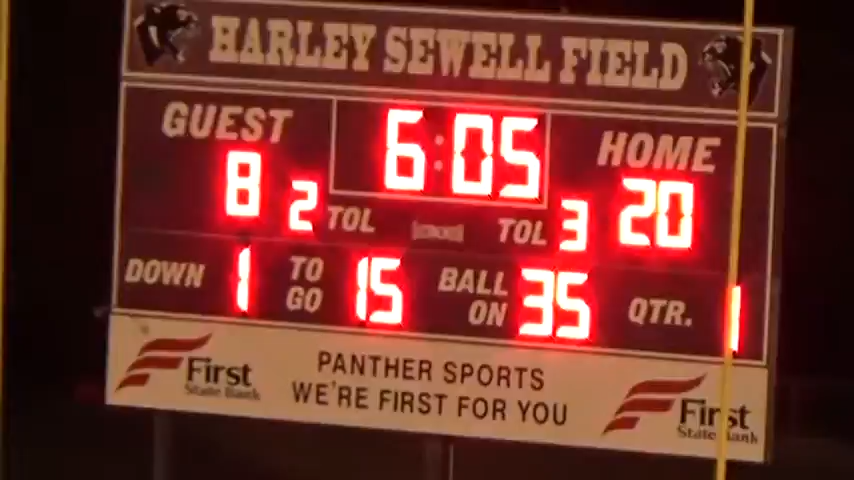 HARLEY SEWELL FIELD
GUEST 6:05 HOME
8 2 TOL TOL 3 20
DOWN 1 TO GO 15 BALL ON 35 QTR. 1
First State Bank
PANTHER SPORTS
WE'RE FIRST FOR YOU
First State Bank